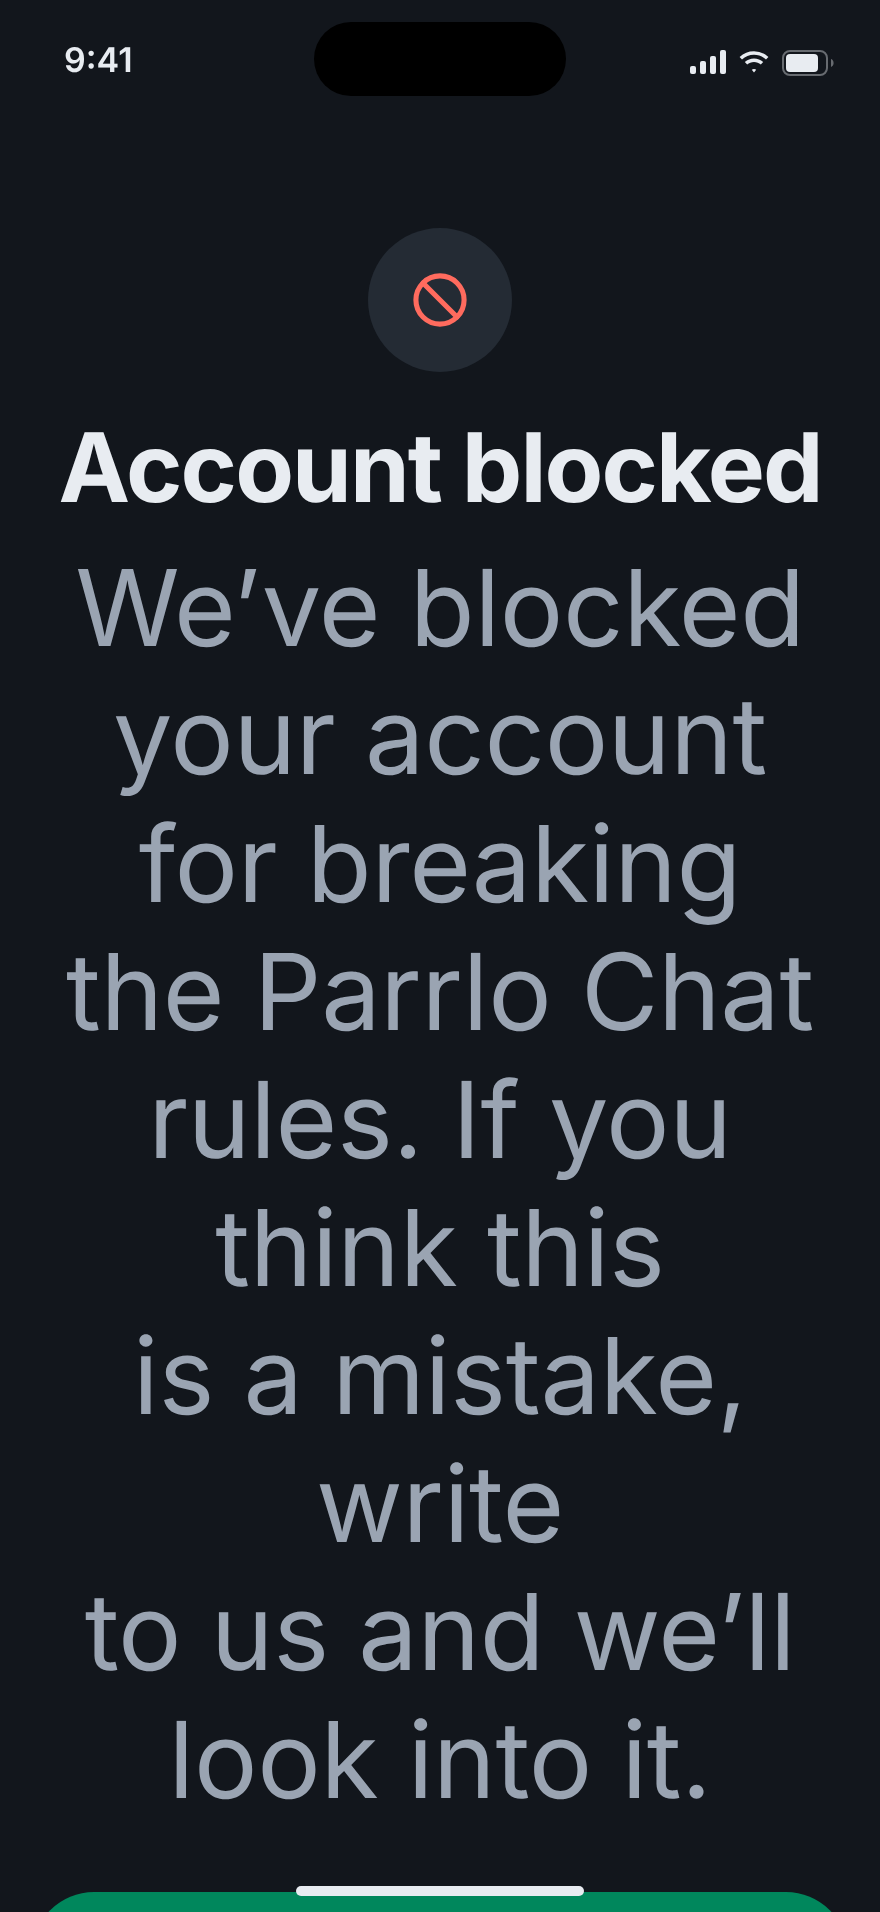 9:41
Account blocked
We’ve blocked
your account
for breaking
the Parrlo Chat
rules. If you
think this
is a mistake,
write
to us and we’ll
look into it.